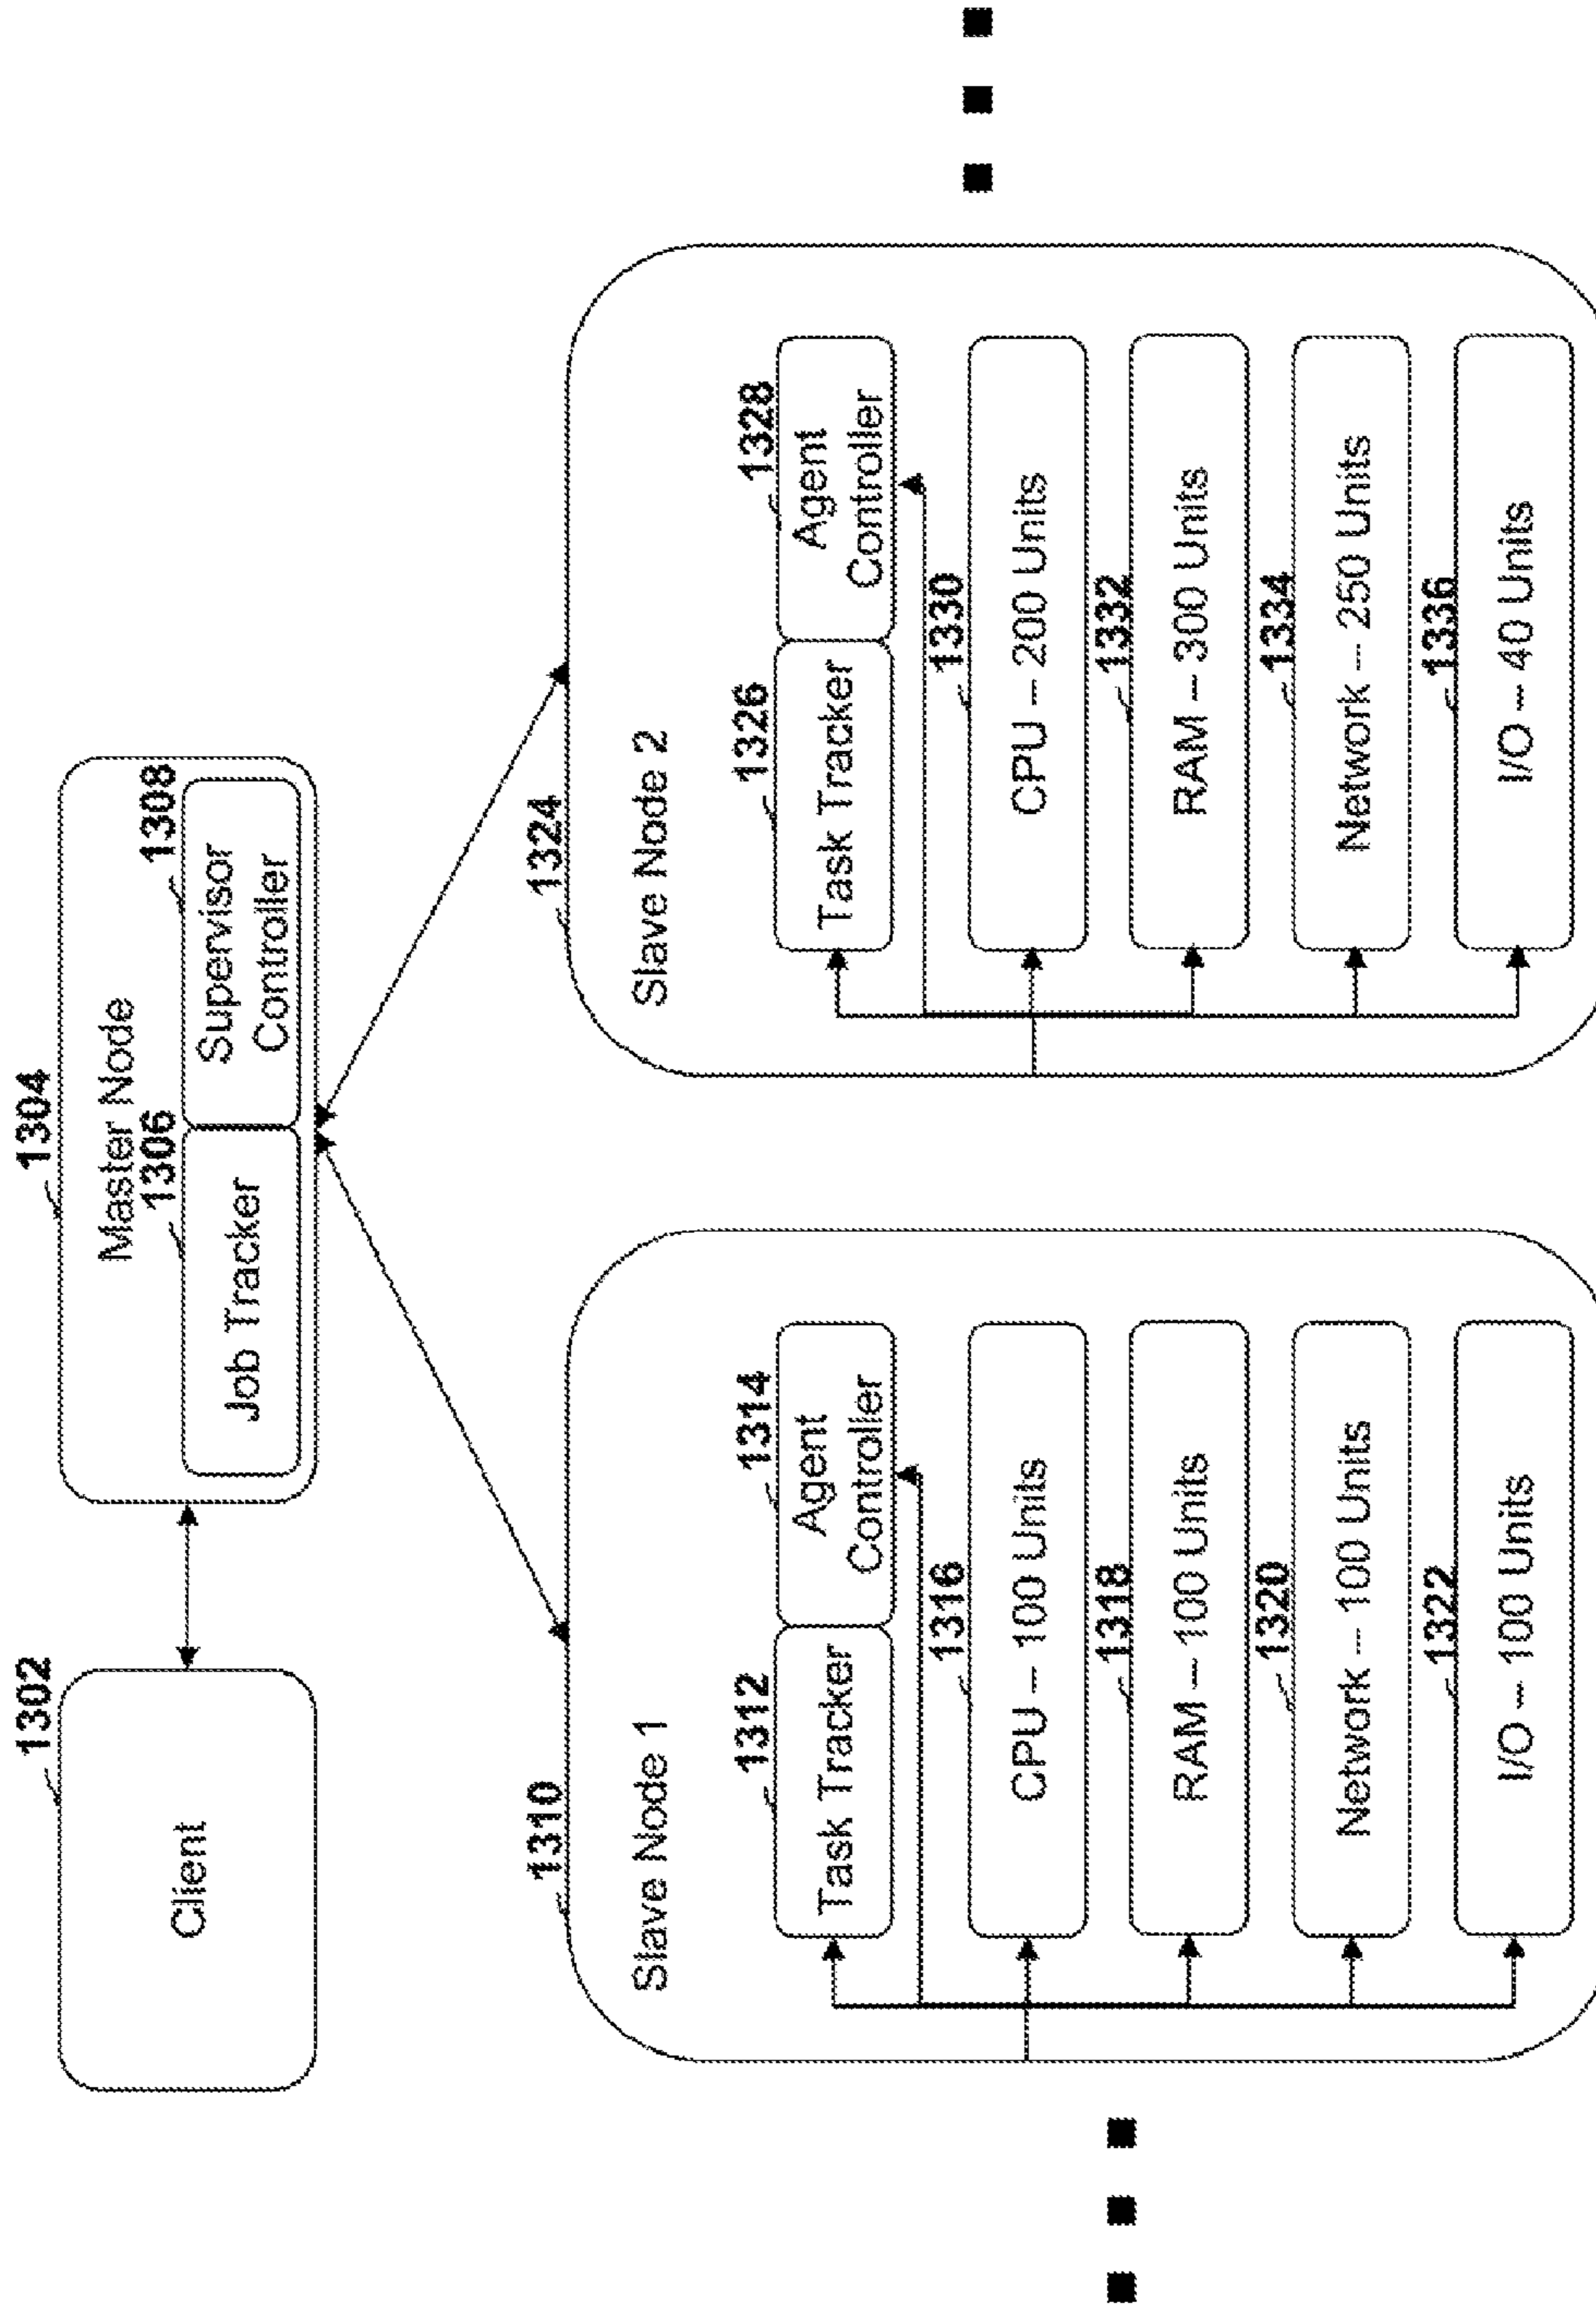 1302
Client
1304
Master Node
1306
Job Tracker
1308
Supervisor
Controller
1310
Slave Node 1
1312
Task Tracker
1314
Agent
Controller
1316
CPU – 100 Units
1318
RAM – 100 Units
1320
Network – 100 Units
1322
I/O – 100 Units
1324
Slave Node 2
1326
Task Tracker
1328
Agent
Controller
1330
CPU – 200 Units
1332
RAM – 300 Units
1334
Network – 250 Units
1336
I/O – 40 Units